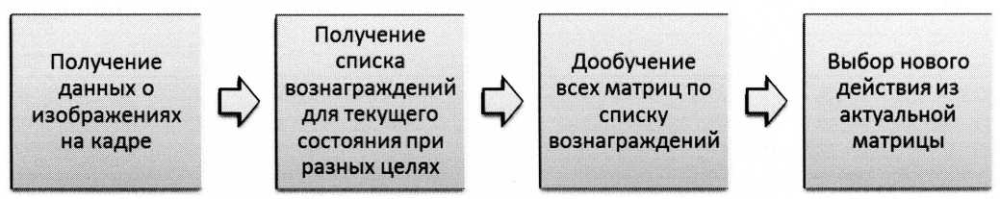 Получение
данных о
изображениях
на кадре
Получение
списка
вознаграждений
для текущего
состояния при
разных целях
Дообучение
всех матриц по
списку
вознаграждений
Выбор нового
действия из
актуальной
матрицы